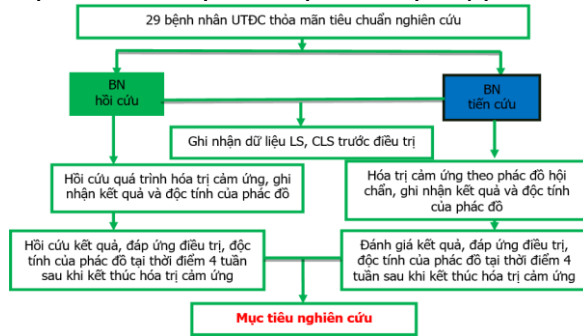 29 bệnh nhân UTĐC thỏa mãn tiêu chuẩn nghiên cứu
BN
hồi cứu
BN
tiến cứu
Ghi nhận dữ liệu LS, CLS trước điều trị
Hồi cứu quá trình hóa trị cảm ứng, ghi
nhận kết quả và độc tính của phác đồ
Hóa trị cảm ứng theo phác đồ hội
chẩn, ghi nhận kết quả và độc tính
của phác đồ
Hồi cứu kết quả, đáp ứng điều trị, độc
tính của phác đồ tại thời điểm 4 tuần
sau khi kết thúc hóa trị cảm ứng
Đánh giá kết quả, đáp ứng điều trị,
độc tính của phác đồ tại thời điểm 4
tuần sau khi kết thúc hóa trị cảm ứng
Mục tiêu nghiên cứu